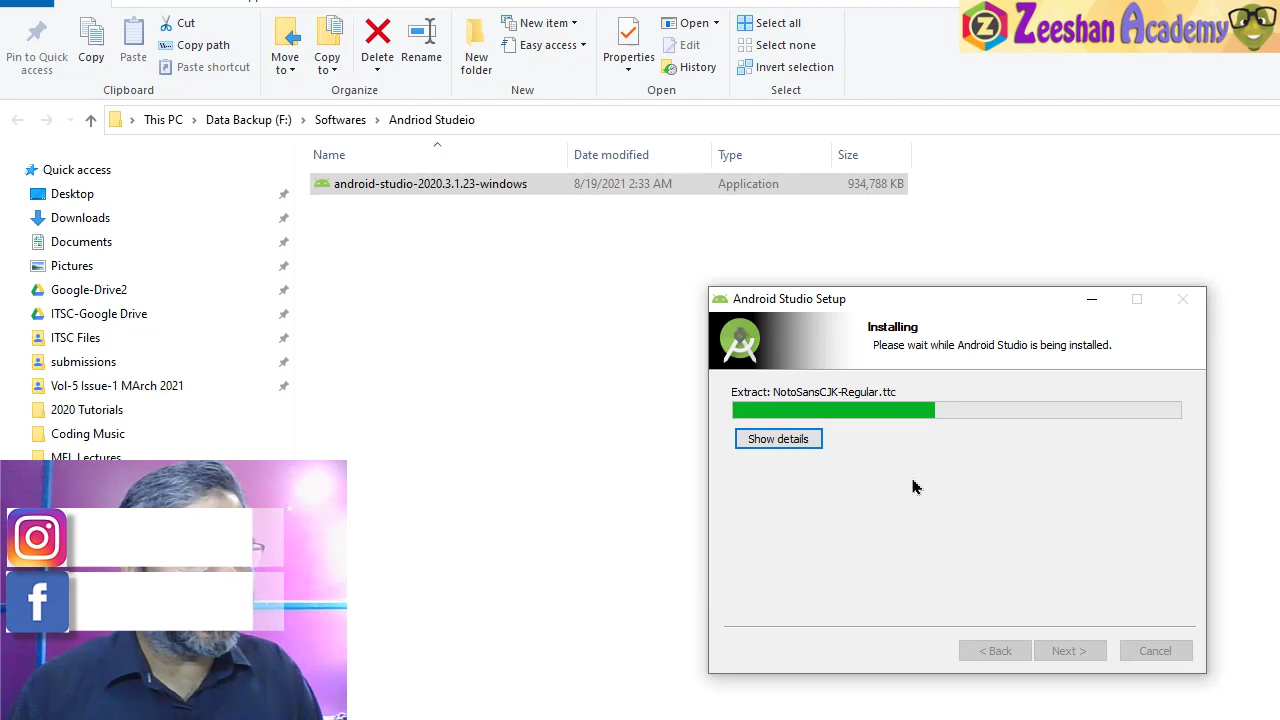 Zeeshan Academy
Pin to Quick access
Copy
Paste
Cut
Copy path
Paste shortcut
Clipboard
Move to
Copy to
Delete
Rename
Organize
New folder
New item
Easy access
New
Properties
Open
Edit
History
Open
Select all
Select none
Invert selection
Select
This PC > Data Backup (F:) > Softwares > Andriod Studeio
Name Date modified Type Size
android-studio-2020.3.1.23-windows 8/19/2021 2:33 AM Application 934,788 KB
Quick access
Desktop
Downloads
Documents
Pictures
Google-Drive2
ITSC-Google Drive
ITSC Files
submissions
Vol-5 Issue-1 MArch 2021
2020 Tutorials
Coding Music
MFL Lectures
Android Studio Setup
Installing
Please wait while Android Studio is being installed.
Extract: NotoSansCJK-Regular.ttc
Show details
< Back
Next >
Cancel